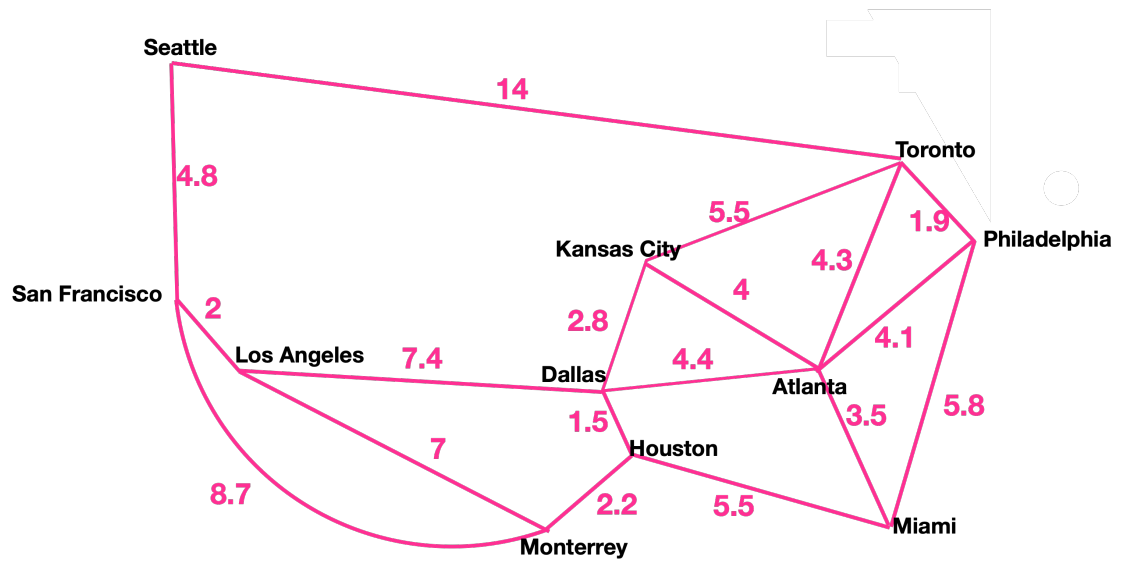 Seattle
14
Toronto
4.8
5.5
1.9
Kansas City
Philadelphia
4.3
4
San Francisco
2
2.8
4.1
Los Angeles
7.4
4.4
Dallas
Atlanta
3.5
5.8
1.5
7
Houston
8.7
2.2
5.5
Miami
Monterrey